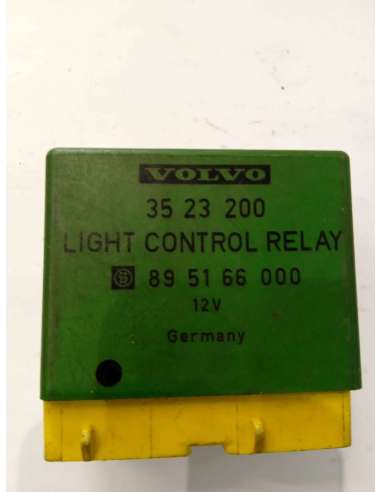 VOLVO
35 23 200
LIGHT CONTROL RELAY
89 51 66 000
12V
Germany